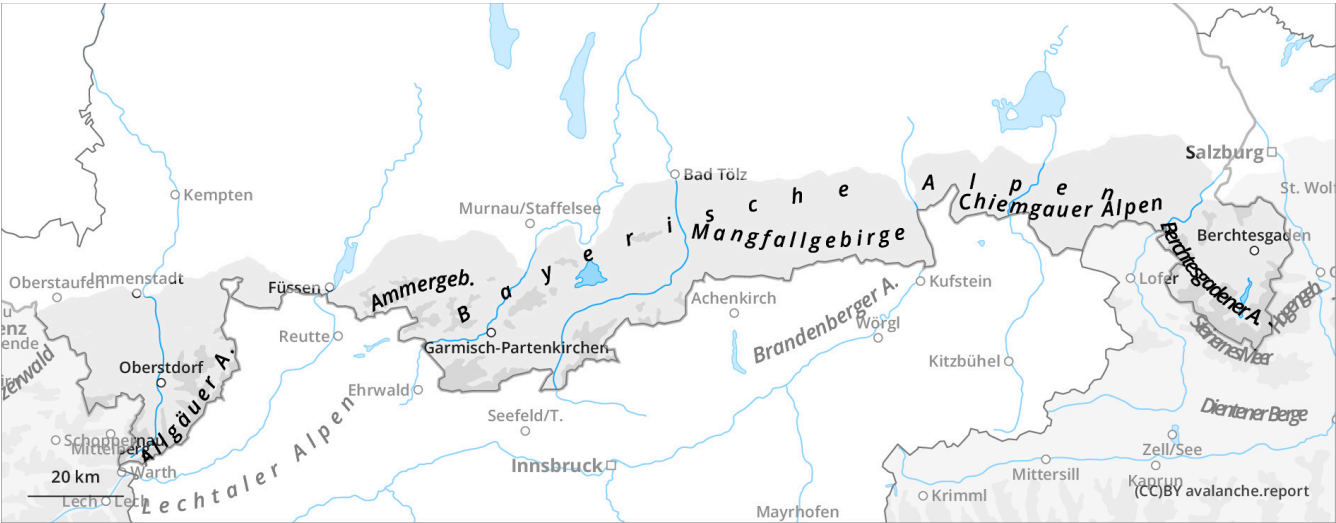 Salzburg
Bad Tölz
Kempten
St. Wolf
Murnau/Staffelsee
Bayerische Alpen
Chiemgauer Alpen
Mangfallgebirge
Berchtesgaden
Oberstaufen
Immenstadt
Füssen
Ammergeb.
Lofer
Kufstein
Berchtesgadener A.
Achenkirch
Brandenberger A.
Wörgl
Reutte
Garmisch-Partenkirchen
Steinernes Meer
Oberstdorf
Kitzbühel
Ehrwald
Allgäuer A.
Seefeld/T.
Dientener Berge
Schoppernau
Mittelberg
Zell/See
Innsbruck
Warth
Mittersill
Kaprun
20 km
Lechtaler Alpen
Krimml
Lech
Lech
Mayrhofen
(CC)BY avalanche.report